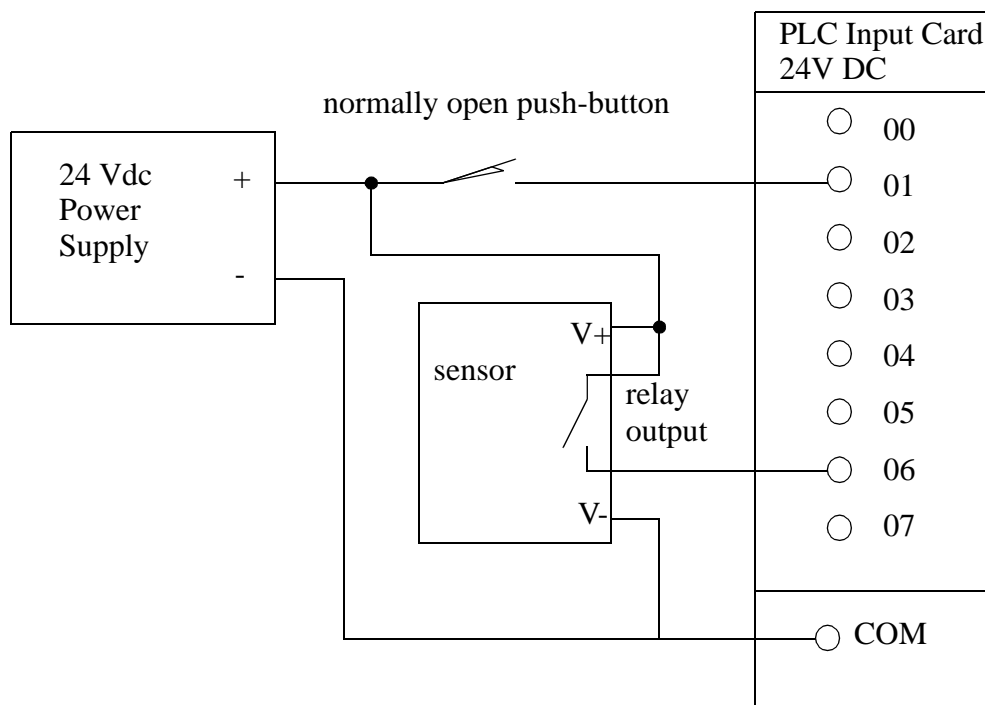 PLC Input Card
24V DC
normally open push-button
00
24 Vdc
Power
Supply
+
-
01
02
03
04
05
06
07
V+
sensor
relay
output
V-
COM